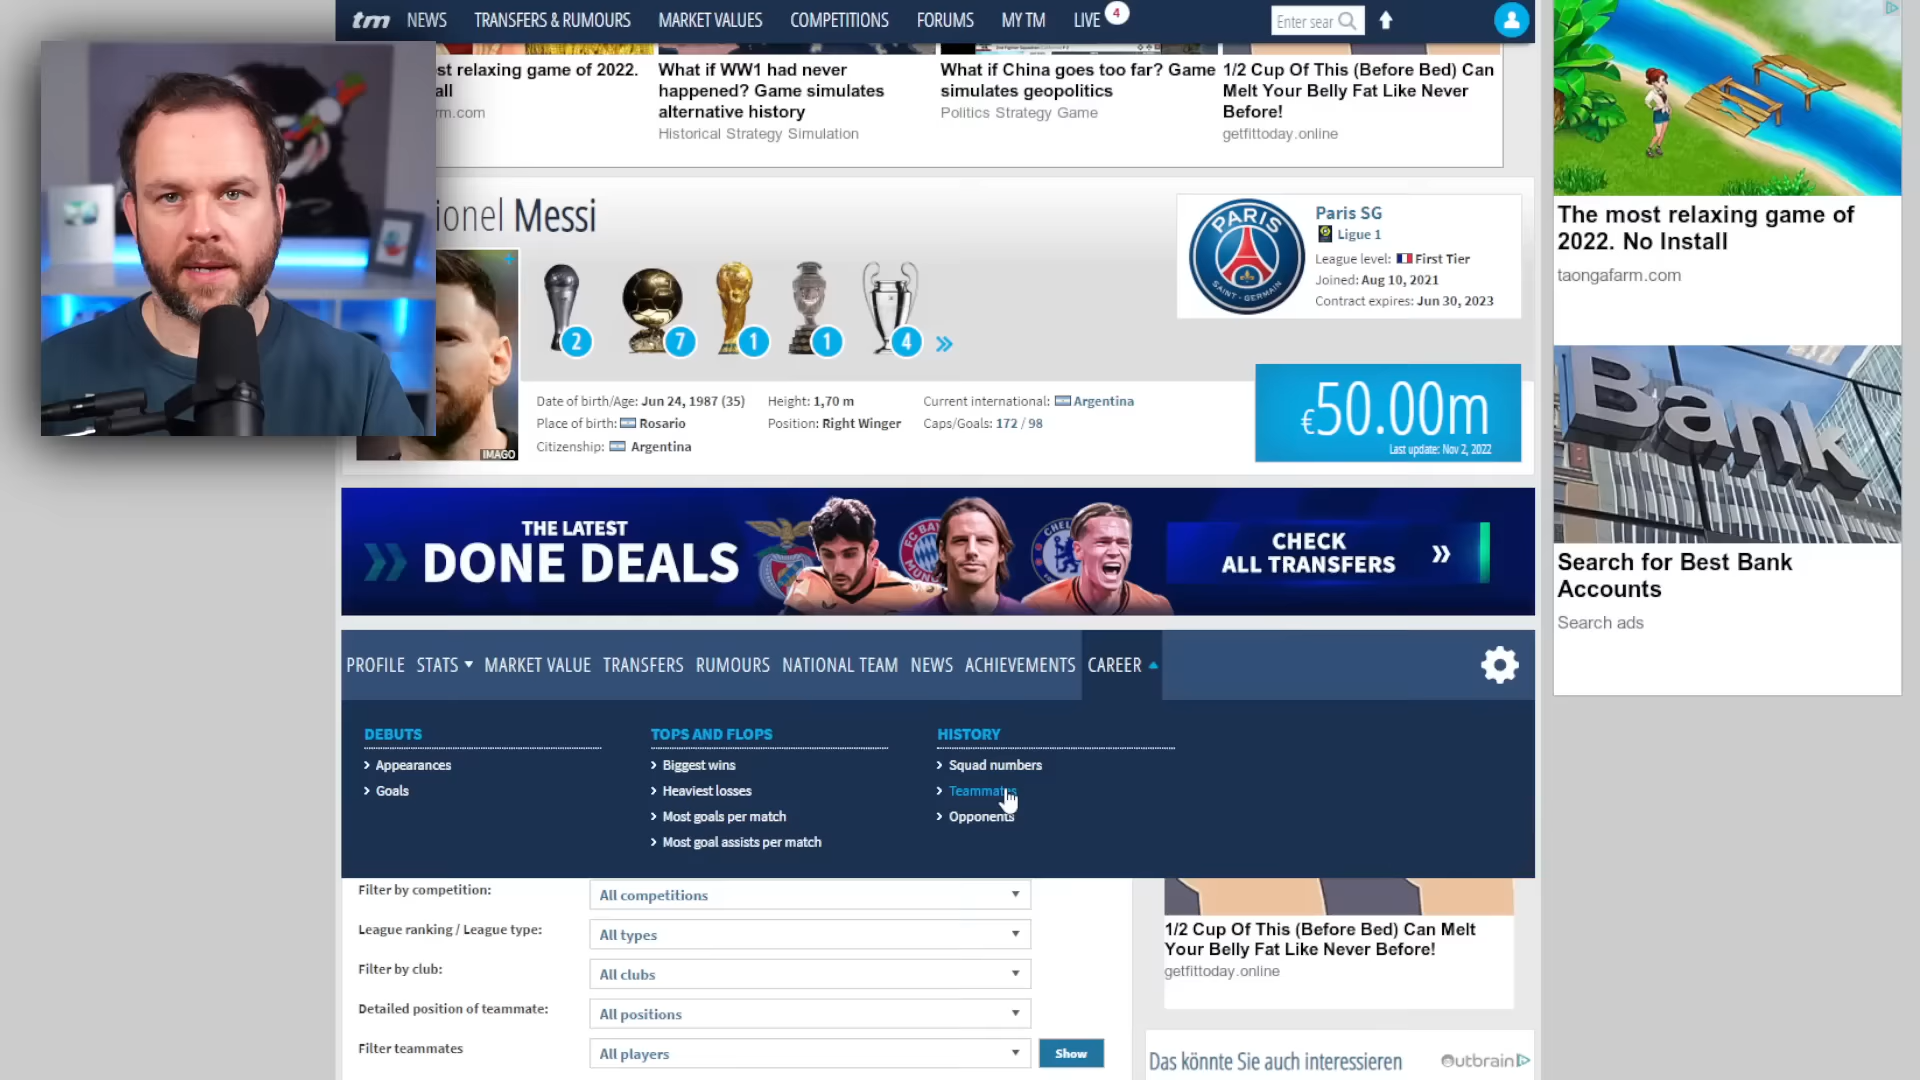 tm NEWS TRANSFERS & RUMOURS MARKET VALUES COMPETITIONS FORUMS MY TM LIVE 4 Enter sear
st relaxing game of 2022.
all
m.com
What if WW1 had never
happened? Game simulates
alternative history
Historical Strategy Simulation
What if China goes too far? Game
simulates geopolitics
Politics Strategy Game
1/2 Cup Of This (Before Bed) Can
Melt Your Belly Fat Like Never
Before!
getfittoday.online
The most relaxing game of
2022. No Install
taongafarm.com
ionel Messi
2 7 1 1 4 »
IMAGO
PARIS
SAINT-GERMAIN
Paris SG
Ligue 1
League level: First Tier
Joined: Aug 10, 2021
Contract expires: Jun 30, 2023
Date of birth/Age: Jun 24, 1987 (35)
Place of birth: Rosario
Citizenship: Argentina
Height: 1,70 m
Position: Right Winger
Current international: Argentina
Caps/Goals: 172 / 98
€50.00m
Last update: Nov 2, 2022
Bank
Search for Best Bank
Accounts
Search ads
THE LATEST
DONE DEALS
CHECK
ALL TRANSFERS
PROFILE STATS MARKET VALUE TRANSFERS RUMOURS NATIONAL TEAM NEWS ACHIEVEMENTS CAREER
DEBUTS
Appearances
Goals
TOPS AND FLOPS
Biggest wins
Heaviest losses
Most goals per match
Most goal assists per match
HISTORY
Squad numbers
Teammates
Opponents
Filter by competition: All competitions
League ranking / League type: All types
Filter by club: All clubs
Detailed position of teammate: All positions
Filter teammates All players Show
1/2 Cup Of This (Before Bed) Can Melt
Your Belly Fat Like Never Before!
getfittoday.online
Das könnte Sie auch interessieren
Outbrain